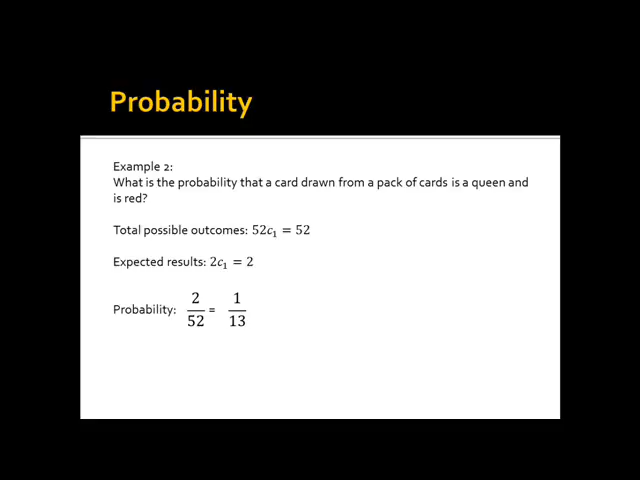 Probability
Example 2:
What is the probability that a card drawn from a pack of cards is a queen and
is red?
Total possible outcomes: 52c₁ = 52
Expected results: 2c₁ = 2
Probability: 2/52 = 1/13